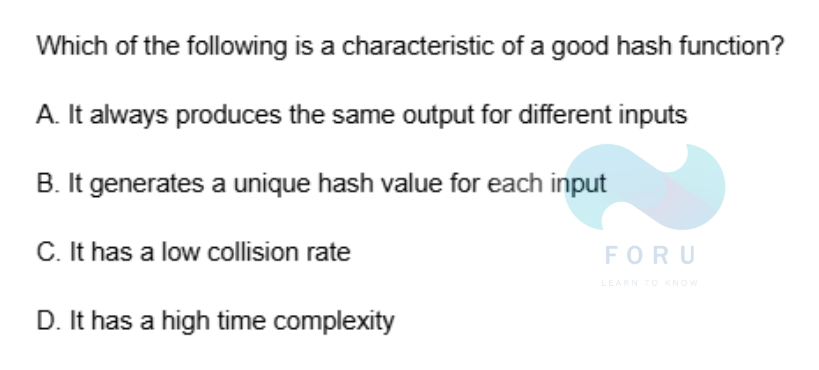 Which of the following is a characteristic of a good hash function?
A. It always produces the same output for different inputs
B. It generates a unique hash value for each input
C. It has a low collision rate
FORU
LEARN TO KNOW
D. It has a high time complexity